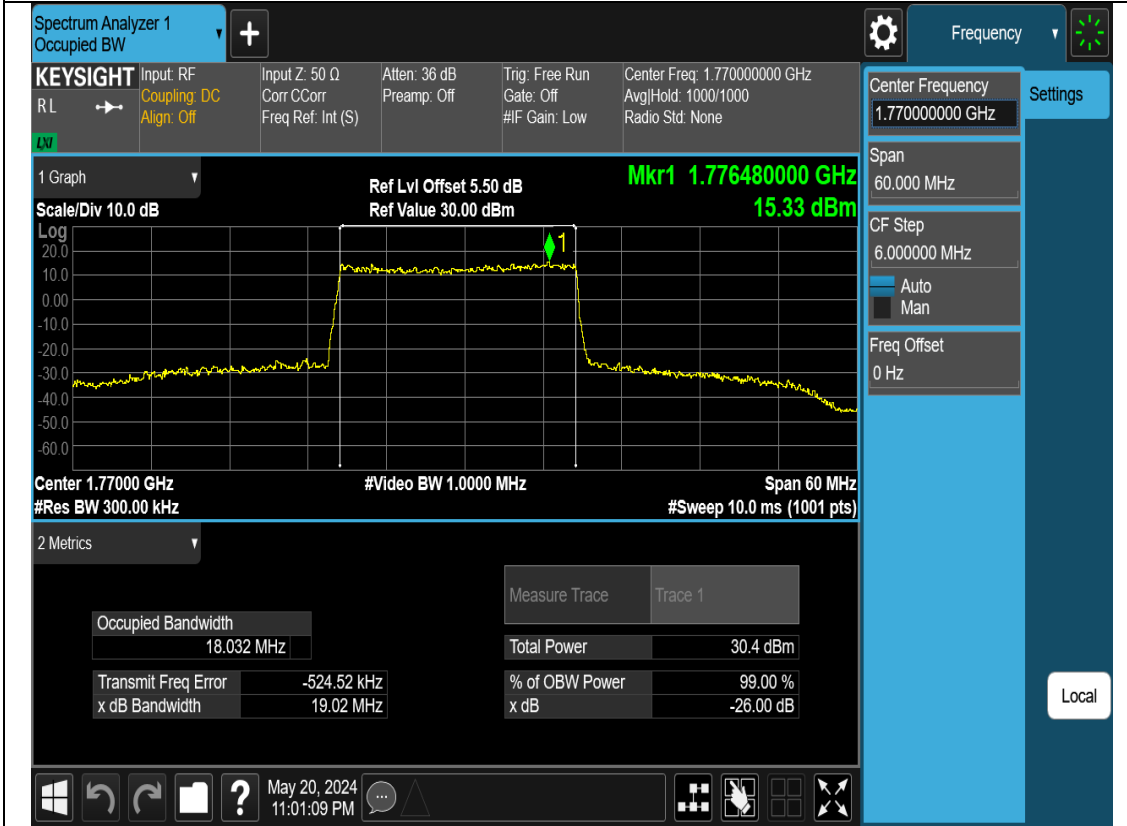 Spectrum Analyzer 1
Occupied BW
+
Frequency
KEYSIGHT
R L
LXI
Input: RF
Coupling: DC
Align: Off
Input Z: 50 Ω
Corr CCorr
Freq Ref: Int (S)
Atten: 36 dB
Preamp: Off
Trig: Free Run
Gate: Off
#IF Gain: Low
Center Freq: 1.770000000 GHz
Avg|Hold: 1000/1000
Radio Std: None
Center Frequency
1.770000000 GHz
Settings
Span
60.000 MHz
CF Step
6.000000 MHz
Auto
Man
Freq Offset
0 Hz
1 Graph
Ref Lvl Offset 5.50 dB
Mkr1 1.776480000 GHz
Scale/Div 10.0 dB
Ref Value 30.00 dBm
15.33 dBm
Log
1
20.0
10.0
0.00
-10.0
-20.0
-30.0
-40.0
-50.0
-60.0
Center 1.77000 GHz
#Video BW 1.0000 MHz
Span 60 MHz
#Res BW 300.00 kHz
#Sweep 10.0 ms (1001 pts)
2 Metrics
Measure Trace Trace 1
Occupied Bandwidth
18.032 MHz
Total Power 30.4 dBm
Transmit Freq Error -524.52 kHz
% of OBW Power 99.00 %
x dB Bandwidth 19.02 MHz
x dB -26.00 dB
Local
?
May 20, 2024
11:01:09 PM